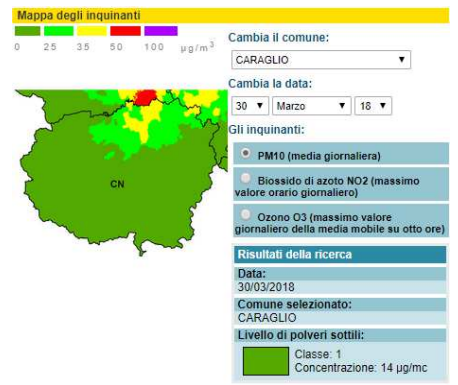 Mappa degli inquinanti
0 25 35 50 100 µg/m³
CN
Cambia il comune:
CARAGLIO
Cambia la data:
30 Marzo 18
Gli inquinanti:
PM10 (media giornaliera)
Biossido di azoto NO2 (massimo
valore orario giornaliero)
Ozono O3 (massimo valore
giornaliero della media mobile su otto ore)
Risultati della ricerca
Data:
30/03/2018
Comune selezionato:
CARAGLIO
Livello di polveri sottili:
Classe: 1
Concentrazione: 14 µg/mc